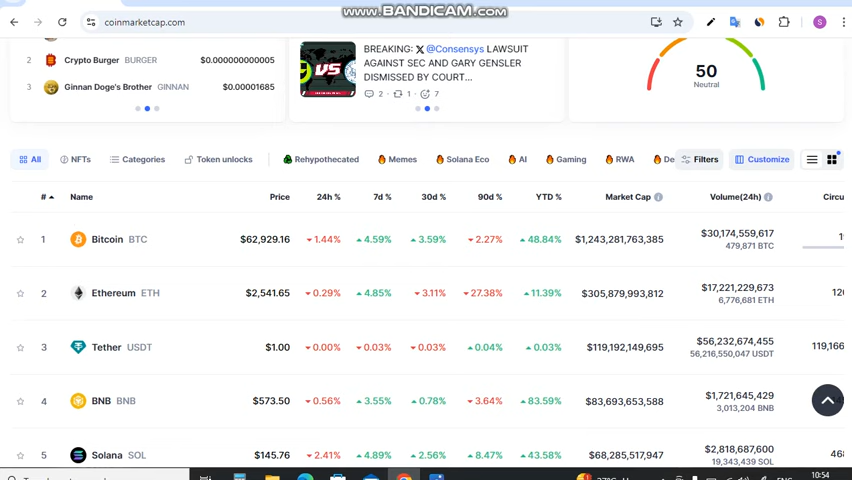 www.BANDICAM.com
coinmarketcap.com
S
2 Crypto Burger BURGER $0.000000000005
3 Ginnan Doge's Brother GINNAN $0.00001685
VS
BREAKING: X @Consensys LAWSUIT
AGAINST SEC AND GARY GENSLER
DISMISSED BY COURT...
2 1 7
50
Neutral
All NFTs Categories Token unlocks Rehypothecated Memes Solana Eco AI Gaming RWA De Filters Customize
# Name Price 24h % 7d % 30d % 90d % YTD % Market Cap Volume(24h) Circu
1 Bitcoin BTC $62,929.16 1.44% 4.59% 3.59% 2.27% 48.84% $1,243,281,763,385 $30,174,559,617
479,871 BTC
2 Ethereum ETH $2,541.65 0.29% 4.85% 3.11% 27.38% 11.39% $305,879,993,812 $17,221,229,673 120
6,776,681 ETH
3 Tether USDT $1.00 0.00% 0.03% 0.03% 0.04% 0.03% $119,192,149,695 $56,232,674,455 119,166
56,216,550,047 USDT
4 BNB BNB $573.50 0.56% 3.55% 0.78% 3.64% 83.59% $83,693,653,588 $1,721,645,429
3,013,204 BNB
5 Solana SOL $145.76 2.41% 4.89% 2.56% 8.47% 43.58% $68,285,517,947 $2,818,687,600 468
19,343,439 SOL
10:54